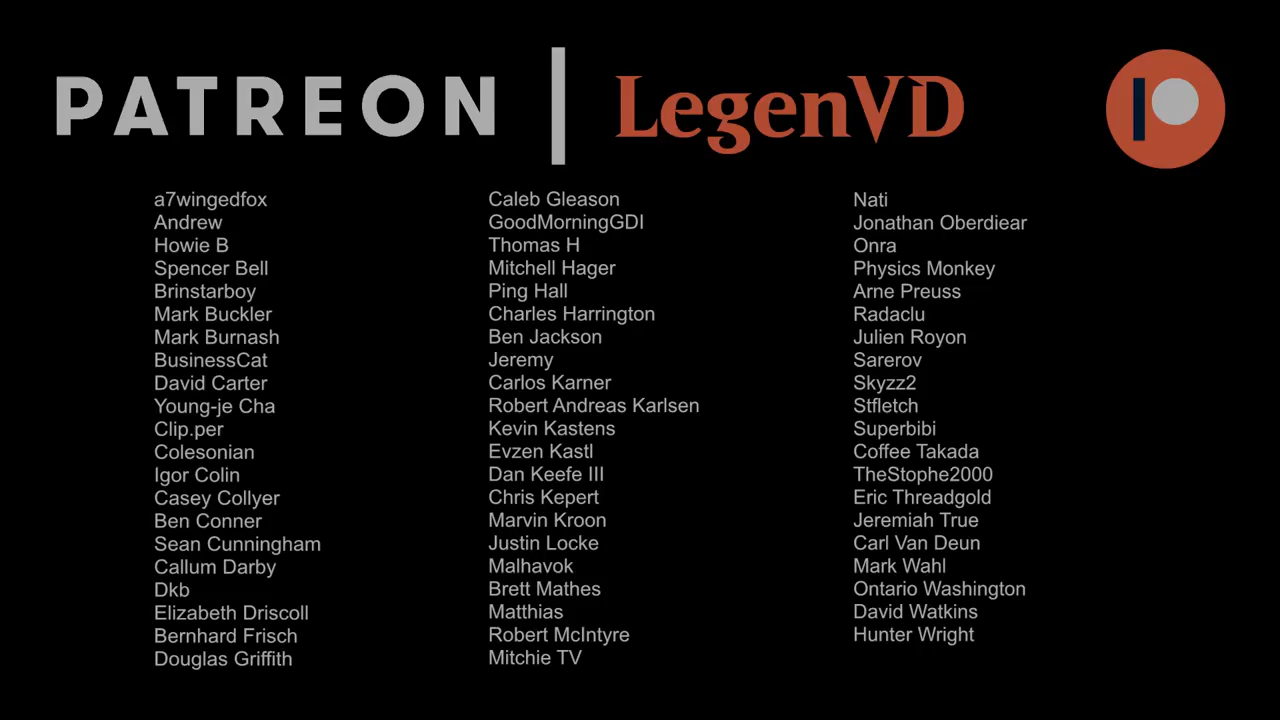 PATREON | LegenVD
a7wingedfox
Andrew
Howie B
Spencer Bell
Brinstarboy
Mark Buckler
Mark Burnash
BusinessCat
David Carter
Young-je Cha
Clip.per
Colesonian
Igor Colin
Casey Collyer
Ben Conner
Sean Cunningham
Callum Darby
Dkb
Elizabeth Driscoll
Bernhard Frisch
Douglas Griffith
Caleb Gleason
GoodMorningGDI
Thomas H
Mitchell Hager
Ping Hall
Charles Harrington
Ben Jackson
Jeremy
Carlos Karner
Robert Andreas Karlsen
Kevin Kastens
Evzen Kastl
Dan Keefe III
Chris Kepert
Marvin Kroon
Justin Locke
Malhavok
Brett Mathes
Matthias
Robert McIntyre
Mitchie TV
Nati
Jonathan Oberdiear
Onra
Physics Monkey
Arne Preuss
Radaclu
Julien Royon
Sarerov
Skyzz2
Stfletch
Superbibi
Coffee Takada
TheStophe2000
Eric Threadgold
Jeremiah True
Carl Van Deun
Mark Wahl
Ontario Washington
David Watkins
Hunter Wright